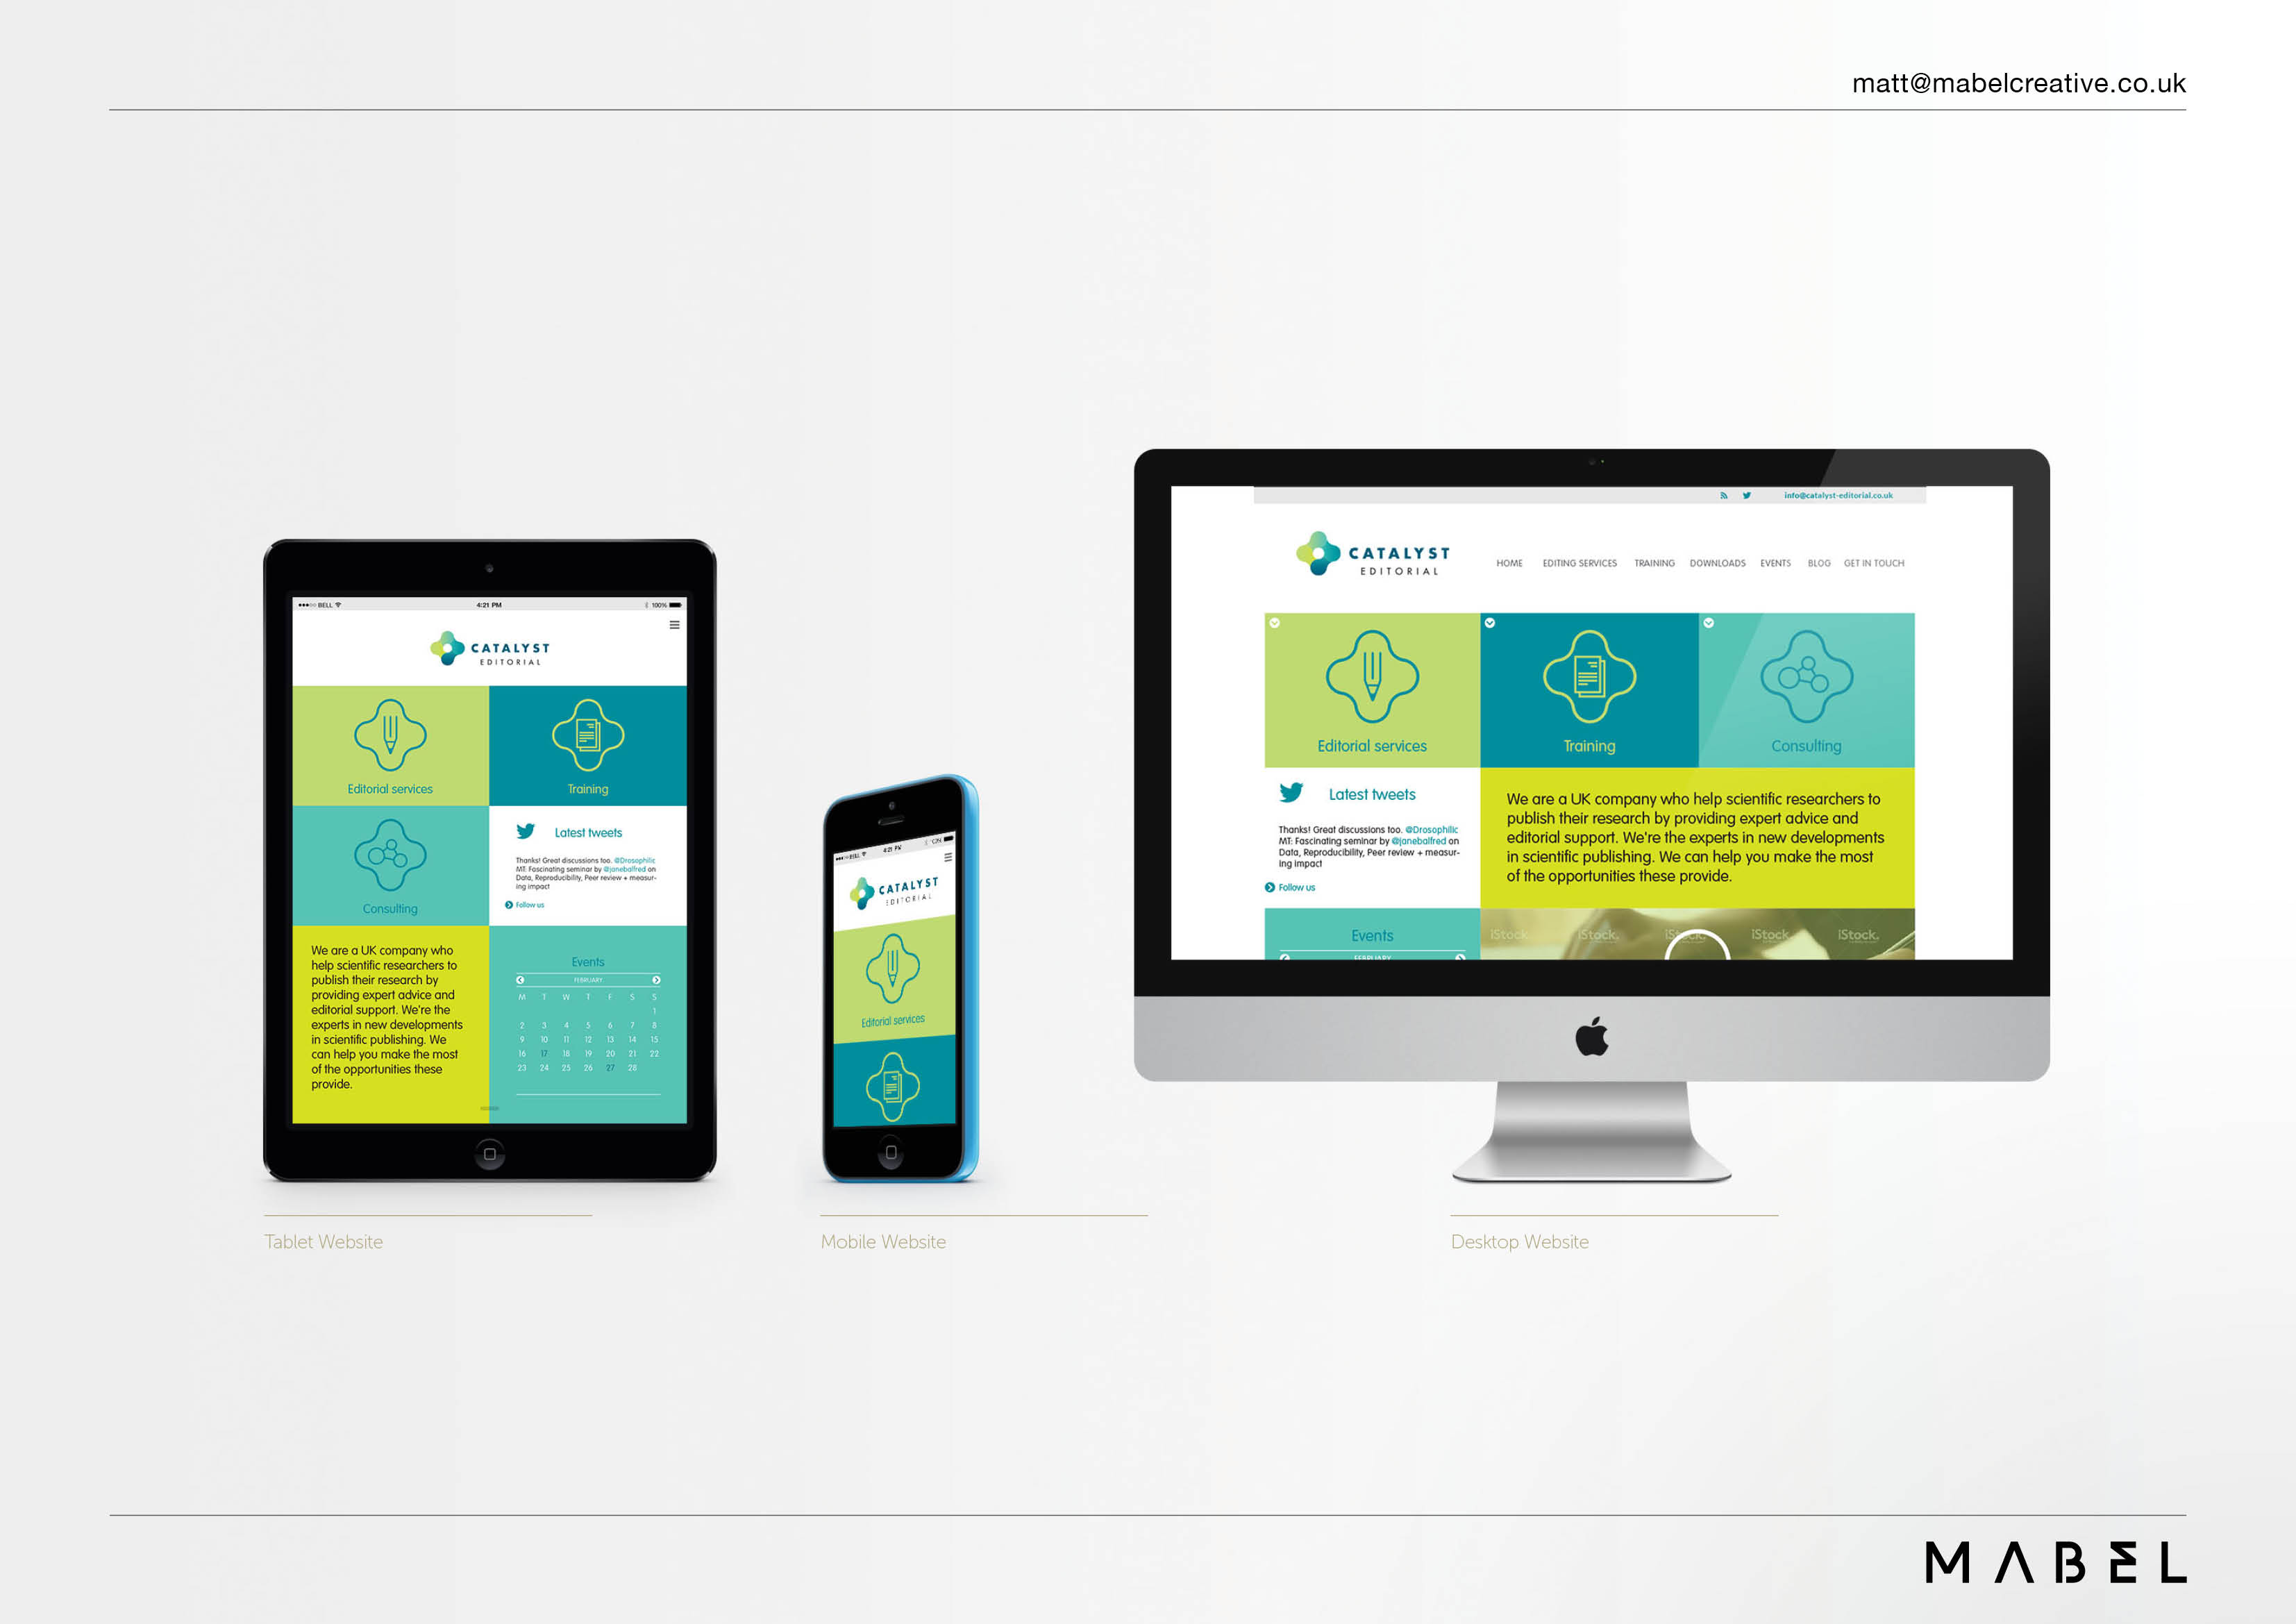 matt@mabelcreative.co.uk
BELL
4:21 PM
100%
CATALYST
EDITORIAL
Editorial services
Training
Consulting
Latest tweets
Thanks! Great discussions too. @Drosophilic
MT: Fascinating seminar by @janebalfred on
Data, Reproducibility, Peer review + measur-
ing impact
Follow us
We are a UK company who
help scientific researchers to
publish their research by
providing expert advice and
editorial support. We're the
experts in new developments
in scientific publishing. We
can help you make the most
of the opportunities these
provide.
Events
FEBRUARY
M T W T F S S
1
2 3 4 5 6 7 8
9 10 11 12 13 14 15
16 17 18 19 20 21 22
23 24 25 26 27 28
Tablet Website
BELL
4:21 PM
CATALYST
EDITORIAL
Editorial services
Mobile Website
info@catalyst-editorial.co.uk
CATALYST
EDITORIAL
HOME EDITING SERVICES TRAINING DOWNLOADS EVENTS BLOG GET IN TOUCH
Editorial services
Training
Consulting
Latest tweets
Thanks! Great discussions too. @Drosophilic
MT: Fascinating seminar by @janebalfred on
Data, Reproducibility, Peer review + measur-
ing impact
Follow us
We are a UK company who help scientific researchers to
publish their research by providing expert advice and
editorial support. We're the experts in new developments
in scientific publishing. We can help you make the most
of the opportunities these provide.
Events
FEBRUARY
iStock. iStock. iStock. iStock. iStock.
Desktop Website
MABEL